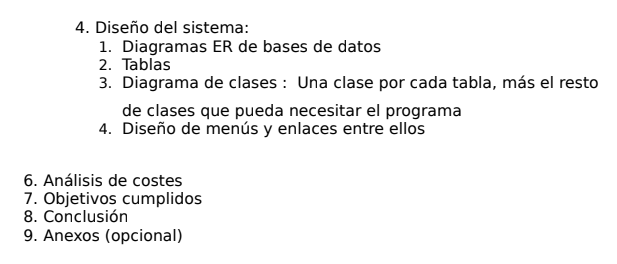 4. Diseño del sistema:
1. Diagramas ER de bases de datos
2. Tablas
3. Diagrama de clases : Una clase por cada tabla, más el resto
de clases que pueda necesitar el programa
4. Diseño de menús y enlaces entre ellos
6. Análisis de costes
7. Objetivos cumplidos
8. Conclusión
9. Anexos (opcional)